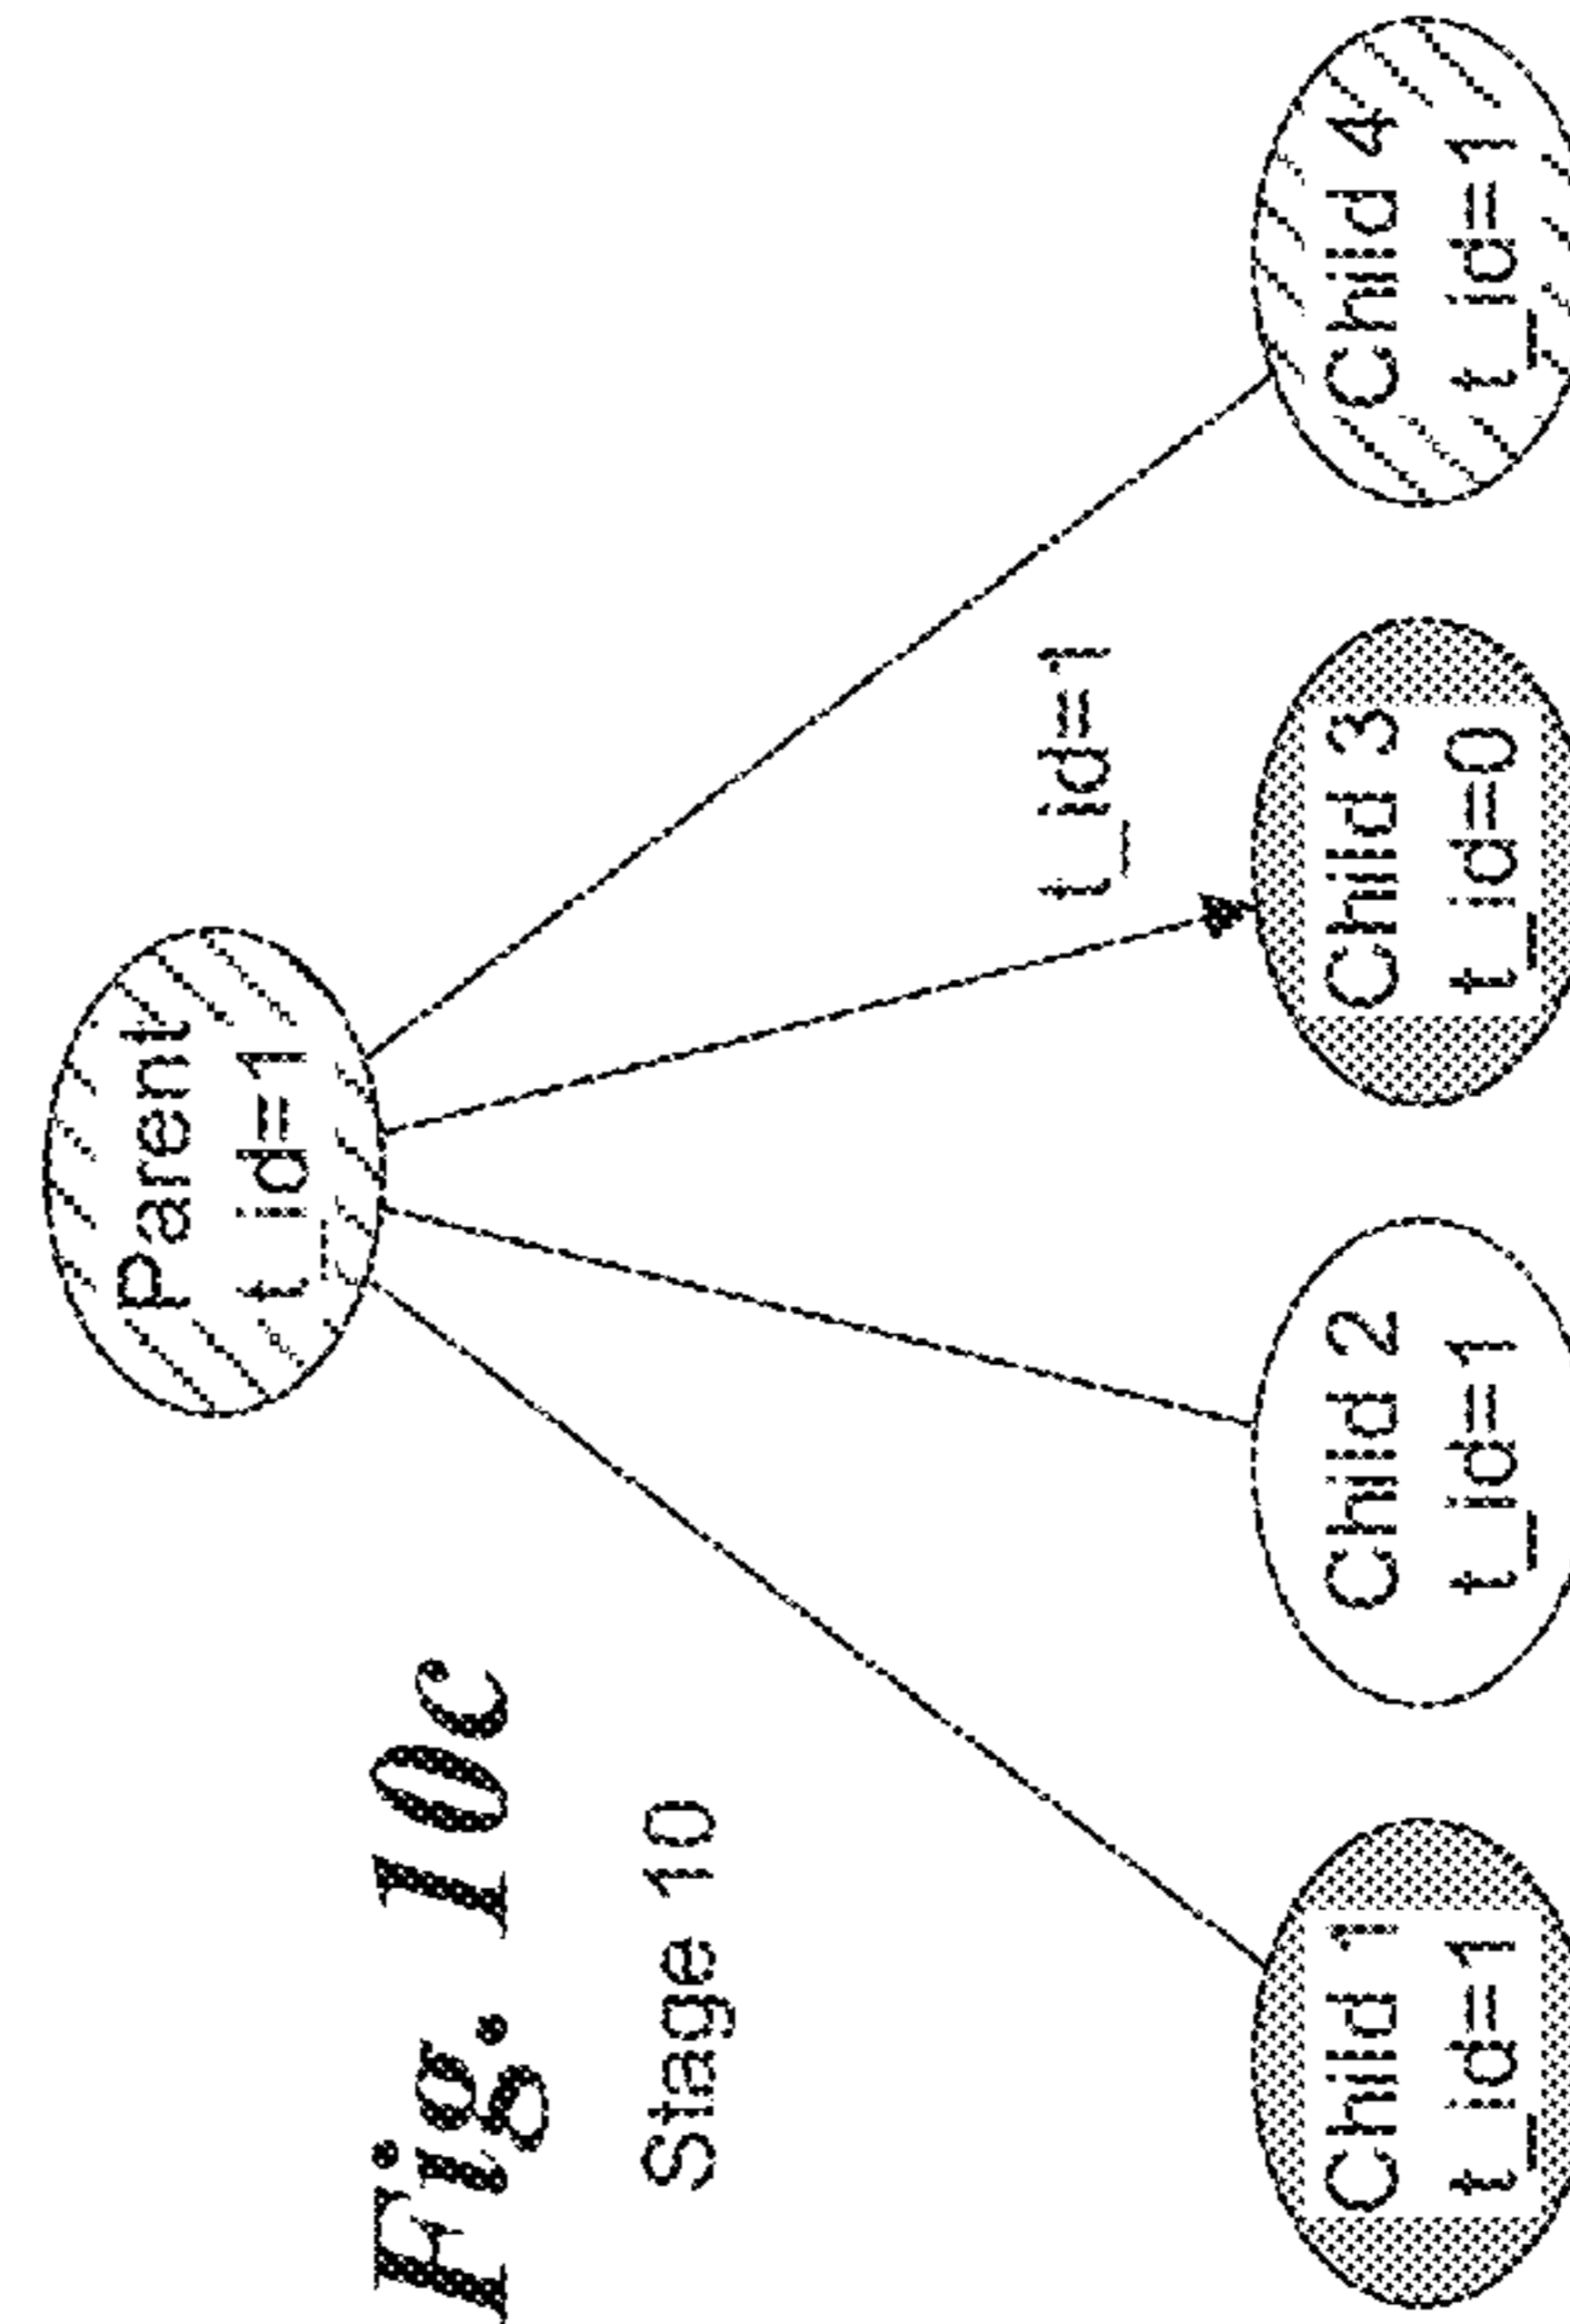 Fig. 10c
Stage 10
Parent
t_id=1
t_id=1
Child 1
t_id=1
Child 2
t_id=1
Child 3
t_id=0
Child 4
t_id=1